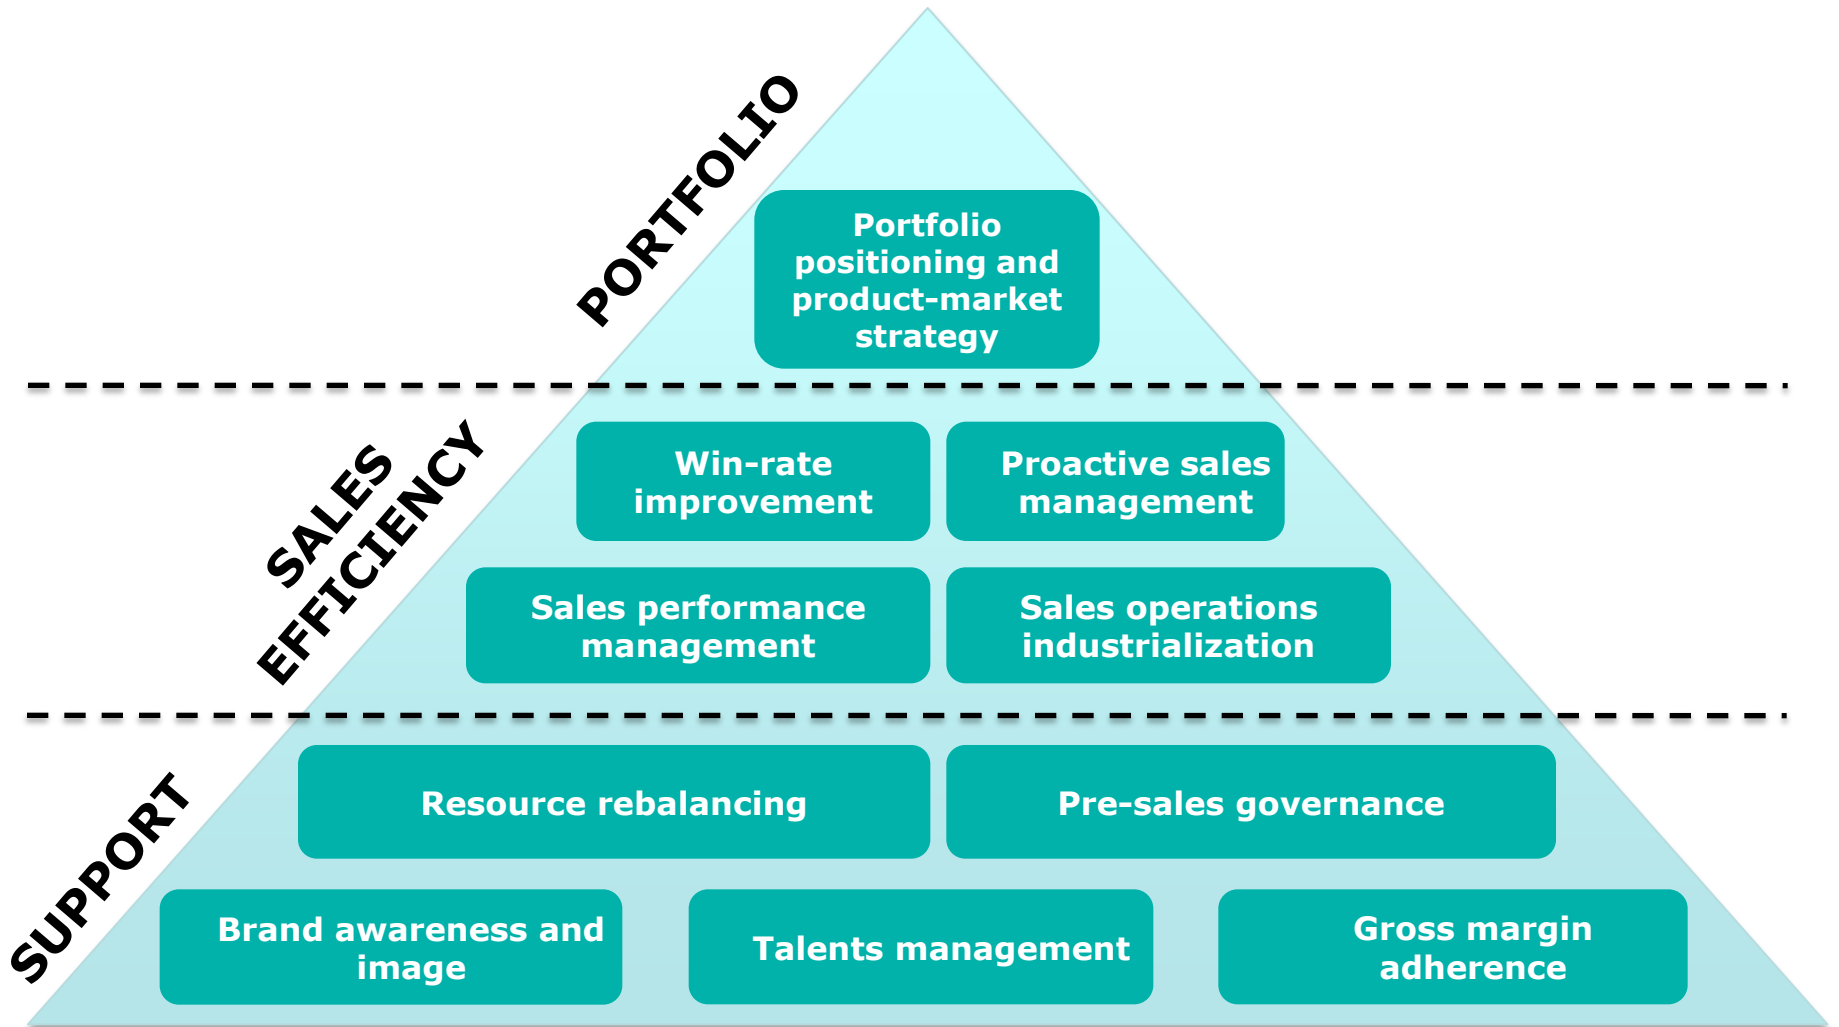 PORTFOLIO
Portfolio
positioning and
product-market
strategy
SALES
EFFICIENCY
Win-rate
improvement
Proactive sales
management
Sales performance
management
Sales operations
industrialization
SUPPORT
Resource rebalancing
Pre-sales governance
Brand awareness and
image
Talents management
Gross margin
adherence